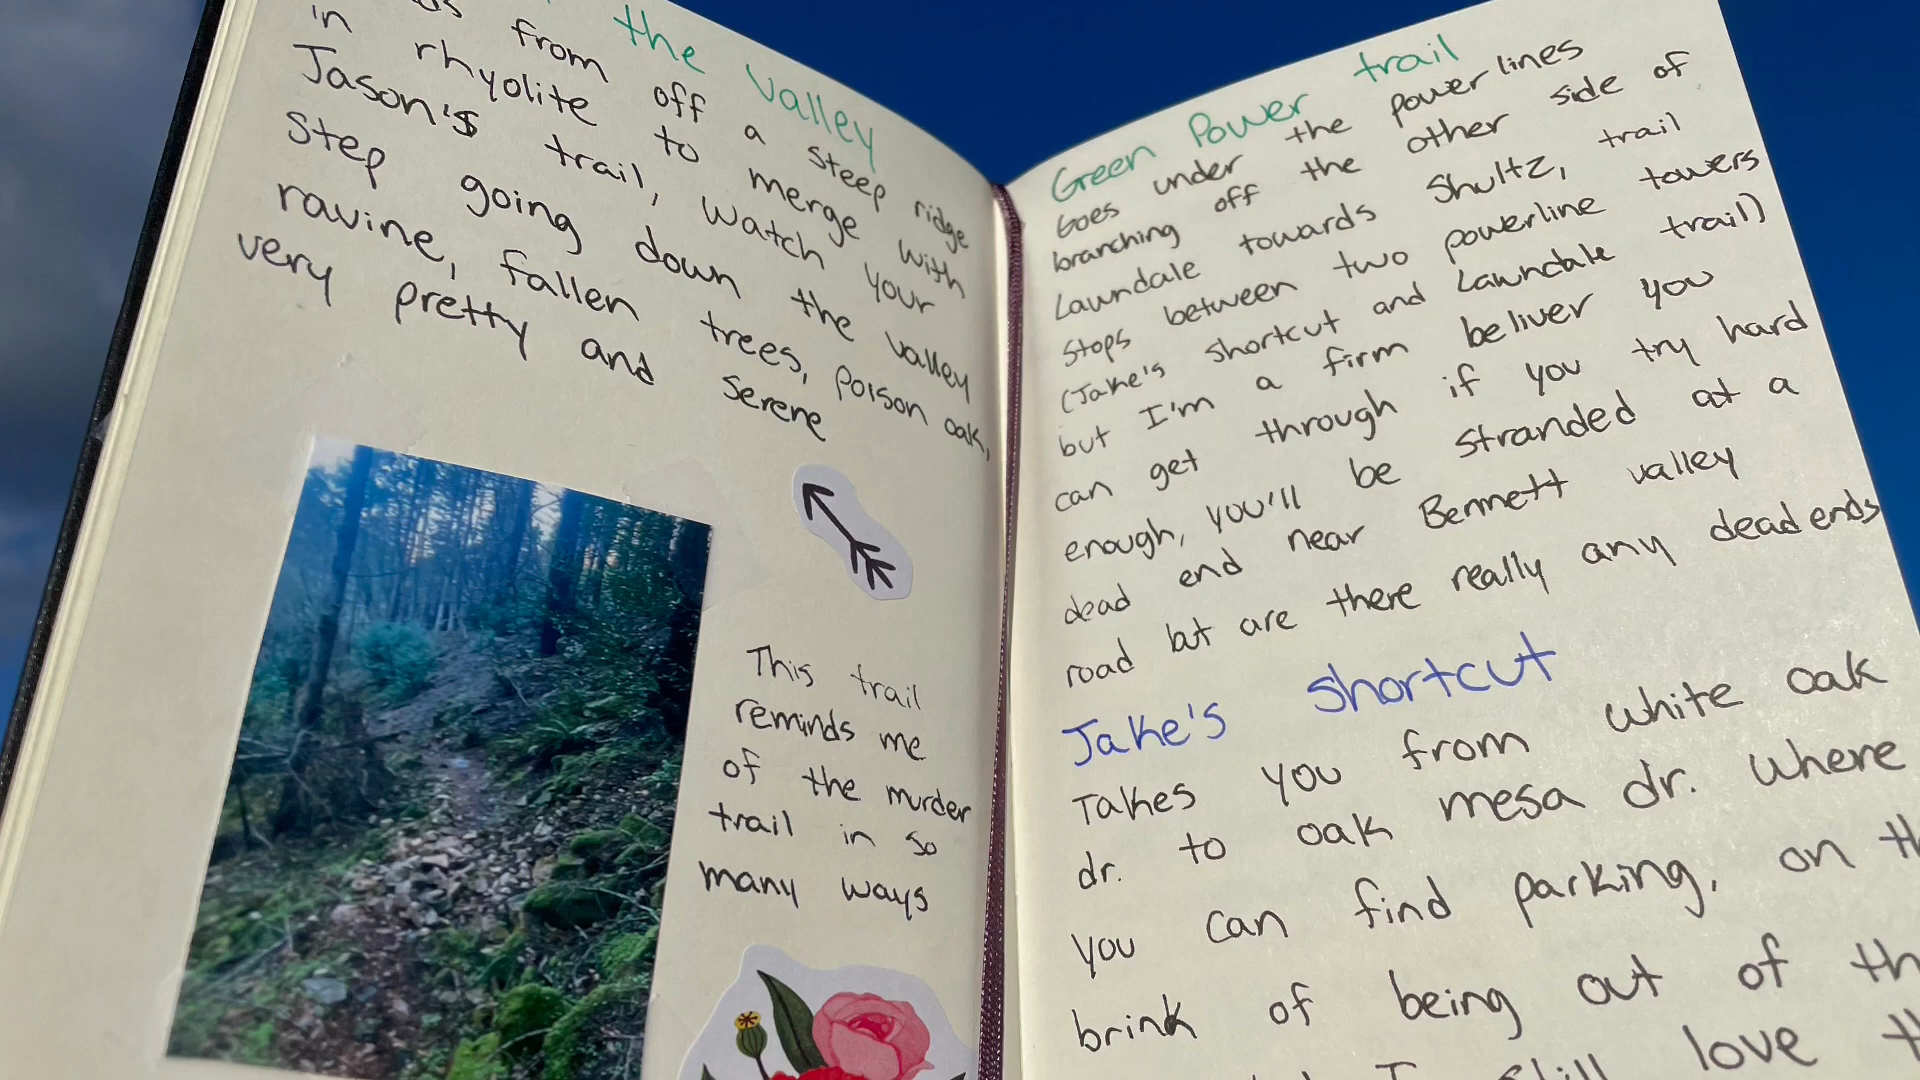 the Valley
from off a steep ridge
in rhyolite to merge with
Jason's trail, watch your
step going down the valley
ravine, fallen trees, poison oak,
very pretty and serene
This trail
reminds me
of the murder
trail in so
many ways
Green Power trail
Goes under the powerlines
branching off the other side of
Lawndale towards Shultz, trail
stops between two powerline towers
(Jake's shortcut and Lawndale trail)
but I'm a firm beliver you
can get through if you try hard
enough, you'll be stranded at a
dead end near Bennett valley
road but are there really any dead ends
Jake's shortcut
Takes you from white oak
dr. to oak mesa dr. where
you can find parking, on th
brink of being out of th
I still love th